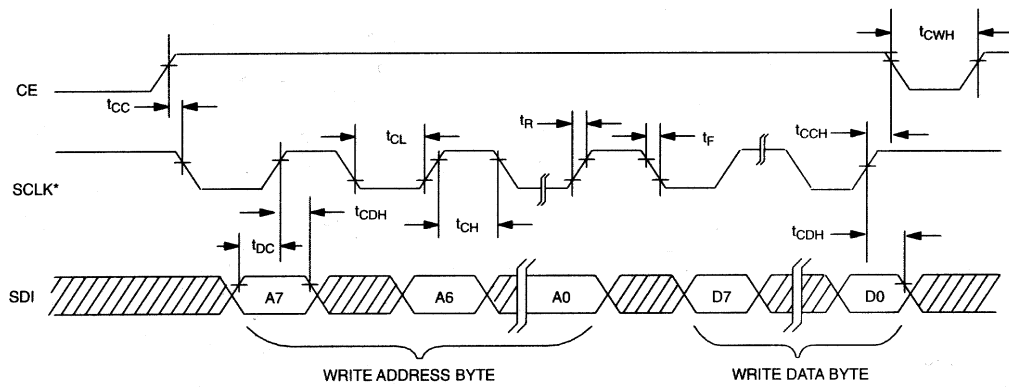 tCWH
CE
tCC
tR
tCL
tF
tCCH
SCLK*
tCDH
tCH
tCDH
tDC
SDI
A7
A6
A0
D7
D0
WRITE ADDRESS BYTE
WRITE DATA BYTE